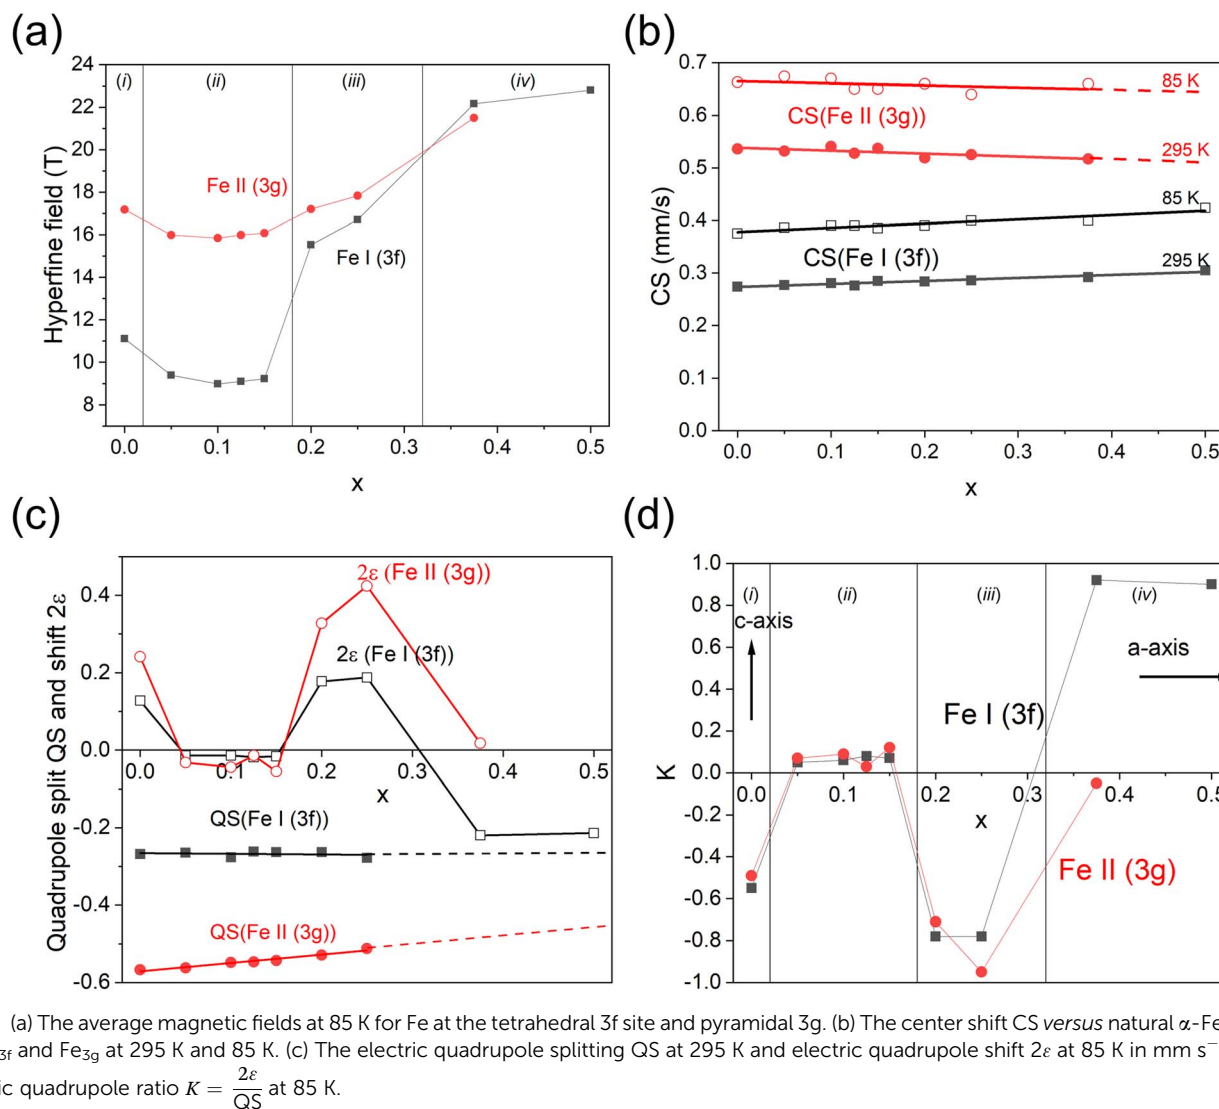 (a)
Hyperfine field (T)
24
22
20
18
16
14
12
10
8
(i)
(ii)
(iii)
(iv)
Fe II (3g)
Fe I (3f)
0.0
0.1
0.2
0.3
0.4
0.5
x
(b)
CS (mm/s)
0.7
0.6
0.5
0.4
0.3
0.2
0.1
0.0
85 K
CS(Fe II (3g))
295 K
85 K
CS(Fe I (3f))
295 K
0.0
0.1
0.2
0.3
0.4
0.5
x
(c)
Quadrupole split QS and shift 2ε
0.4
0.2
0.0
-0.2
-0.4
-0.6
2ε (Fe II (3g))
2ε (Fe I (3f))
0.0
0.1
0.2
0.3
0.4
0.5
x
QS(Fe I (3f))
QS(Fe II (3g))
(d)
K
1.0
0.8
0.6
0.4
0.2
0.0
-0.2
-0.4
-0.6
-0.8
-1.0
(i)
(ii)
(iii)
(iv)
c-axis
a-axis
Fe I (3f)
0.0
0.1
0.2
0.3
0.4
0.5
x
Fe II (3g)
(a) The average magnetic fields at 85 K for Fe at the tetrahedral 3f site and pyramidal 3g. (b) The center shift CS versus natural α-Fe
3f and Fe3g at 295 K and 85 K. (c) The electric quadrupole splitting QS at 295 K and electric quadrupole shift 2ε at 85 K in mm s−
ic quadrupole ratio K = 2ε/QS at 85 K.